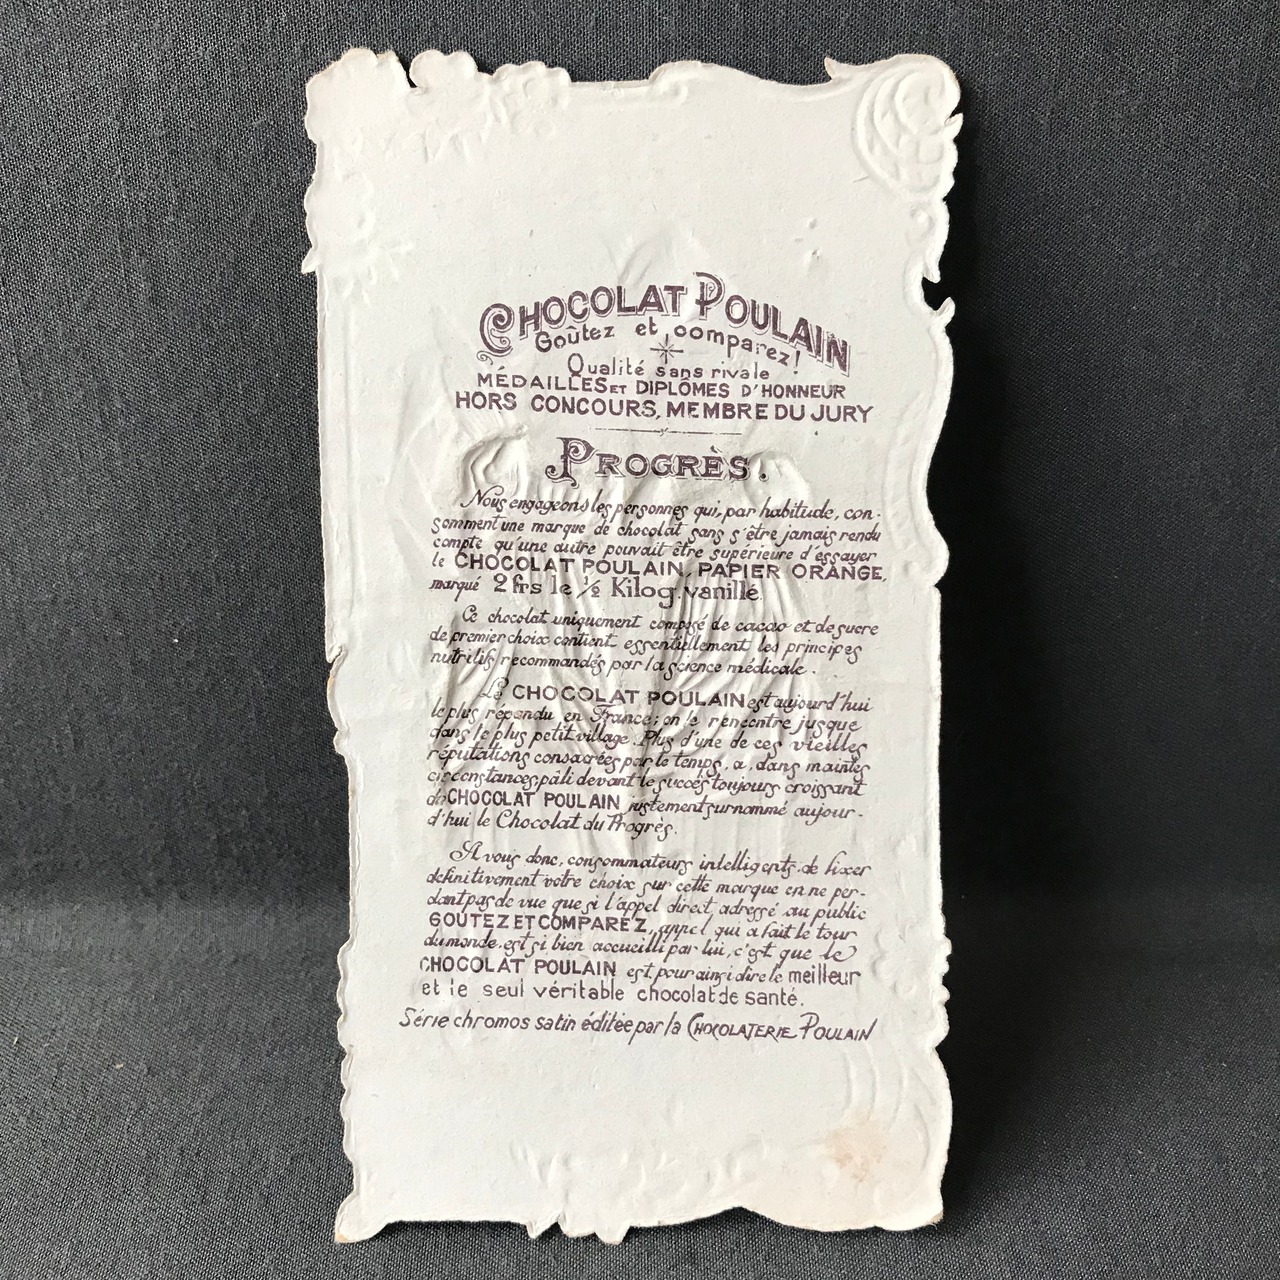 CHOCOLAT POULAIN
Goûtez et comparez!
Qualité sans rivale
MÉDAILLES ET DIPLÔMES D'HONNEUR
HORS CONCOURS, MEMBRE DU JURY
PROGRÈS.
Nous engageons les personnes qui, par habitude, con-
somment une marque de chocolat sans s'être jamais rendu
compte qu'une autre pouvait être supérieure d'essayer
le CHOCOLAT POULAIN, PAPIER ORANGE,
marqué 2 frs le ½ Kilog. vanillé.
Ce chocolat uniquement composé de cacao et de sucre
de premier choix contient essentiellement les principes
nutritifs recommandés par la science médicale.
Le CHOCOLAT POULAIN est aujourd'hui
le plus répandu en France; on le rencontre jusque
dans le plus petit village. Plus d'une de ces vieilles
réputations consacrées par le temps, a, dans maintes
circonstances, pâli devant le succès toujours croissant
du CHOCOLAT POULAIN justement surnommé aujour-
d'hui le Chocolat du Progrès.
A vous donc, consommateurs intelligents, de fixer
définitivement votre choix sur cette marque en ne per-
dant pas de vue que si l'appel direct, adressé au public
GOÛTEZ ET COMPAREZ, appel qui a fait le tour
du monde, est si bien accueilli par lui, c'est que le
CHOCOLAT POULAIN est pour ainsi dire le meilleur
et le seul véritable chocolat de santé.
Série chromos satin éditée par la CHOCOLATERIE POULAIN